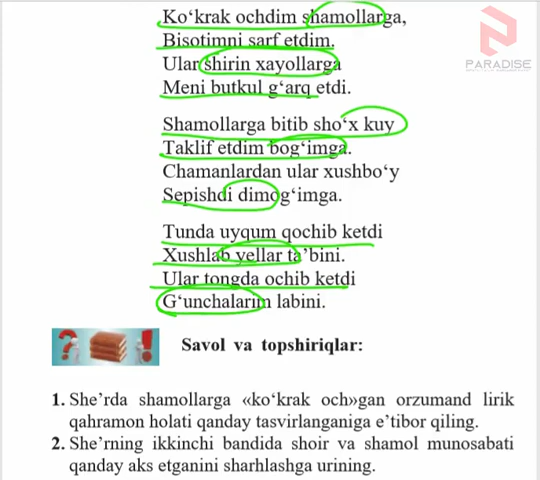 Ko‘krak ochdim shamollarga,
Bisotimni sarf etdim.
Ular shirin xayollarga
Meni butkul g‘arq etdi.
Shamollarga bitib sho‘x kuy
Taklif etdim bog‘imga.
Chamanlardan ular xushbo‘y
Sepishdi dimog‘imga.
Tunda uyqum qochib ketdi
Xushlab yellar ta’bini.
Ular tongda ochib ketdi
G‘unchalarim labini.
Savol va topshiriqlar:
1. She’rda shamollarga «ko‘krak och»gan orzumand lirik
qahramon holati qanday tasvirlanganiga e’tibor qiling.
2. She’rning ikkinchi bandida shoir va shamol munosabati
qanday aks etganini sharhlashga urining.
PARADISE